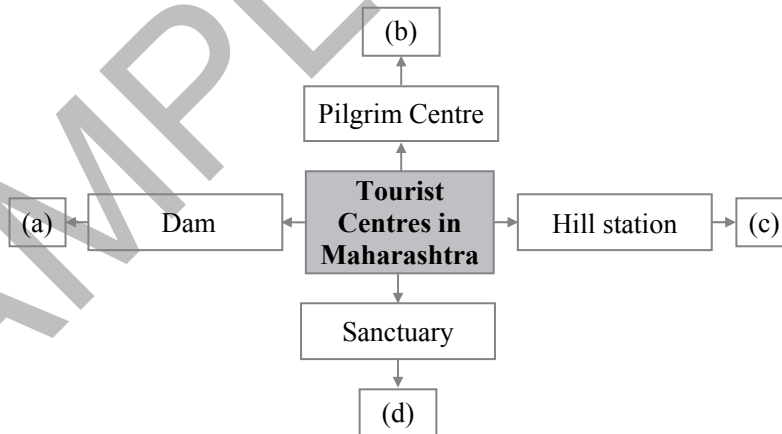 (b)
Pilgrim Centre
Tourist
Centres in
Maharashtra
(a)
Dam
Hill station
(c)
Sanctuary
(d)